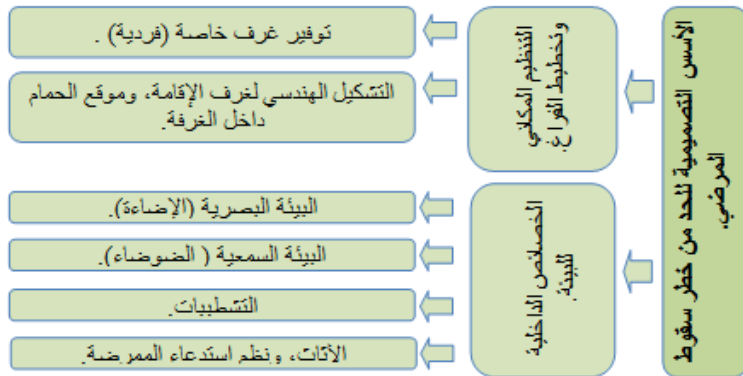 الأسس التصميمية للحد من خطر سقوط
المرضي.
التنظيم المكاني
وتخطيط الفراغ.
توفير غرف خاصة (فردية) .
التشكيل الهندسي لغرف الإقامة، وموقع الحمام
داخل الغرفة.
الخصائص الداخلية
للبيئة.
البيئة البصرية (الإضاءة).
البيئة السمعية ( الضوضاء).
التشطيبات.
الأثاث، ونظم استدعاء الممرضة.